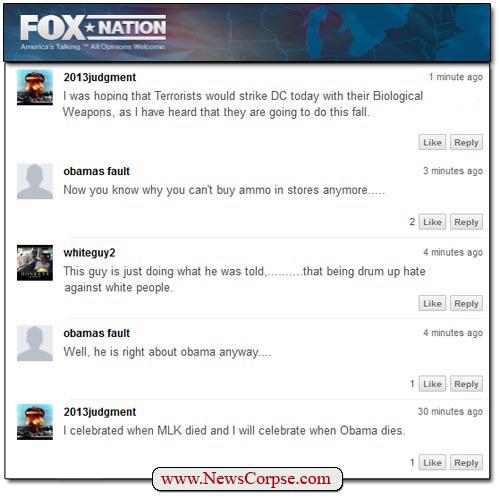 FOX NATION
America's Talking.™ All Opinions Welcome.
2013judgment 1 minute ago
I was hoping that Terrorists would strike DC today with their Biological
Weapons, as I have heard that they are going to do this fall.
Like Reply
obamas fault 3 minutes ago
Now you know why you can't buy ammo in stores anymore.....
2 Like Reply
whiteguy2 4 minutes ago
This guy is just doing what he was told,..........that being drum up hate
against white people.
Like Reply
obamas fault 4 minutes ago
Well, he is right about obama anyway....
1 Like Reply
2013judgment 30 minutes ago
I celebrated when MLK died and I will celebrate when Obama dies.
1 Like Reply
www.NewsCorpse.com